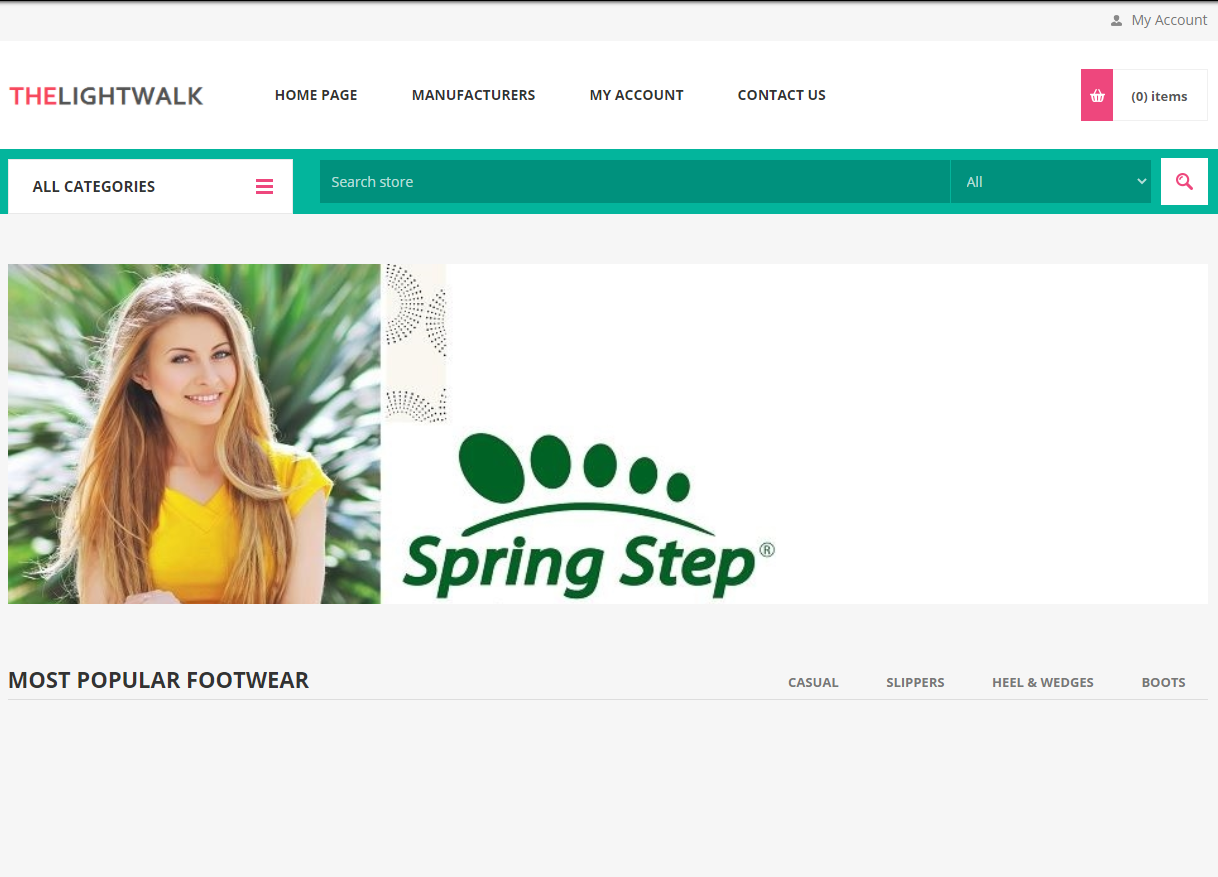 My Account
THELIGHTWALK
HOME PAGE
MANUFACTURERS
MY ACCOUNT
CONTACT US
(0) items
ALL CATEGORIES
Search store
All
Spring Step®
MOST POPULAR FOOTWEAR
CASUAL
SLIPPERS
HEEL & WEDGES
BOOTS